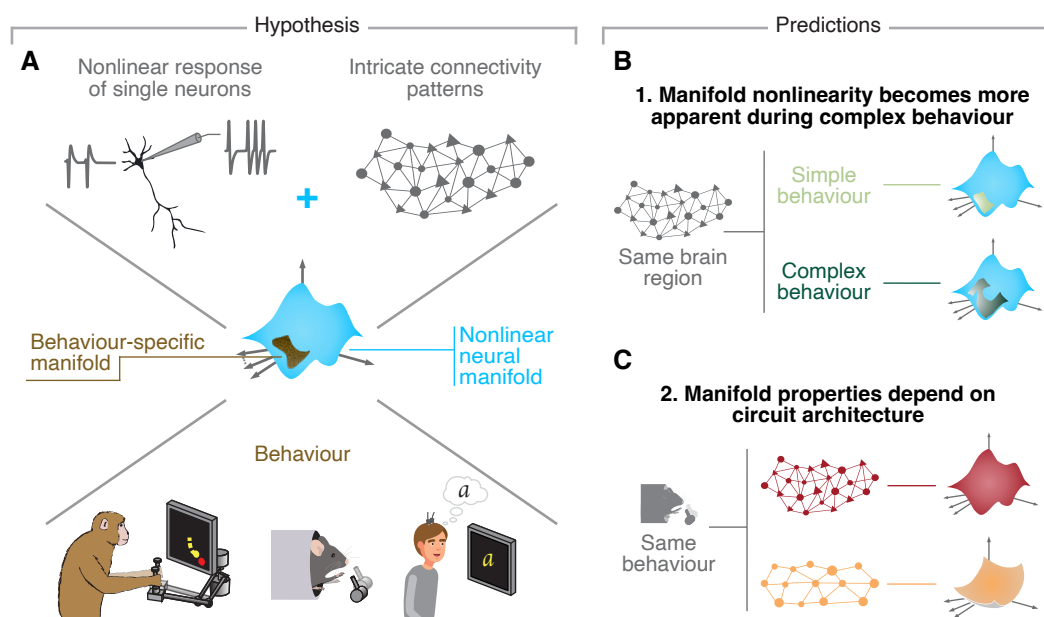 Hypothesis
Predictions
A
Nonlinear response
of single neurons
Intricate connectivity
patterns
+
Behaviour-specific
manifold
Nonlinear
neural
manifold
Behaviour
a
a
B
1. Manifold nonlinearity becomes more
apparent during complex behaviour
Same brain
region
Simple
behaviour
Complex
behaviour
C
2. Manifold properties depend on
circuit architecture
Same
behaviour